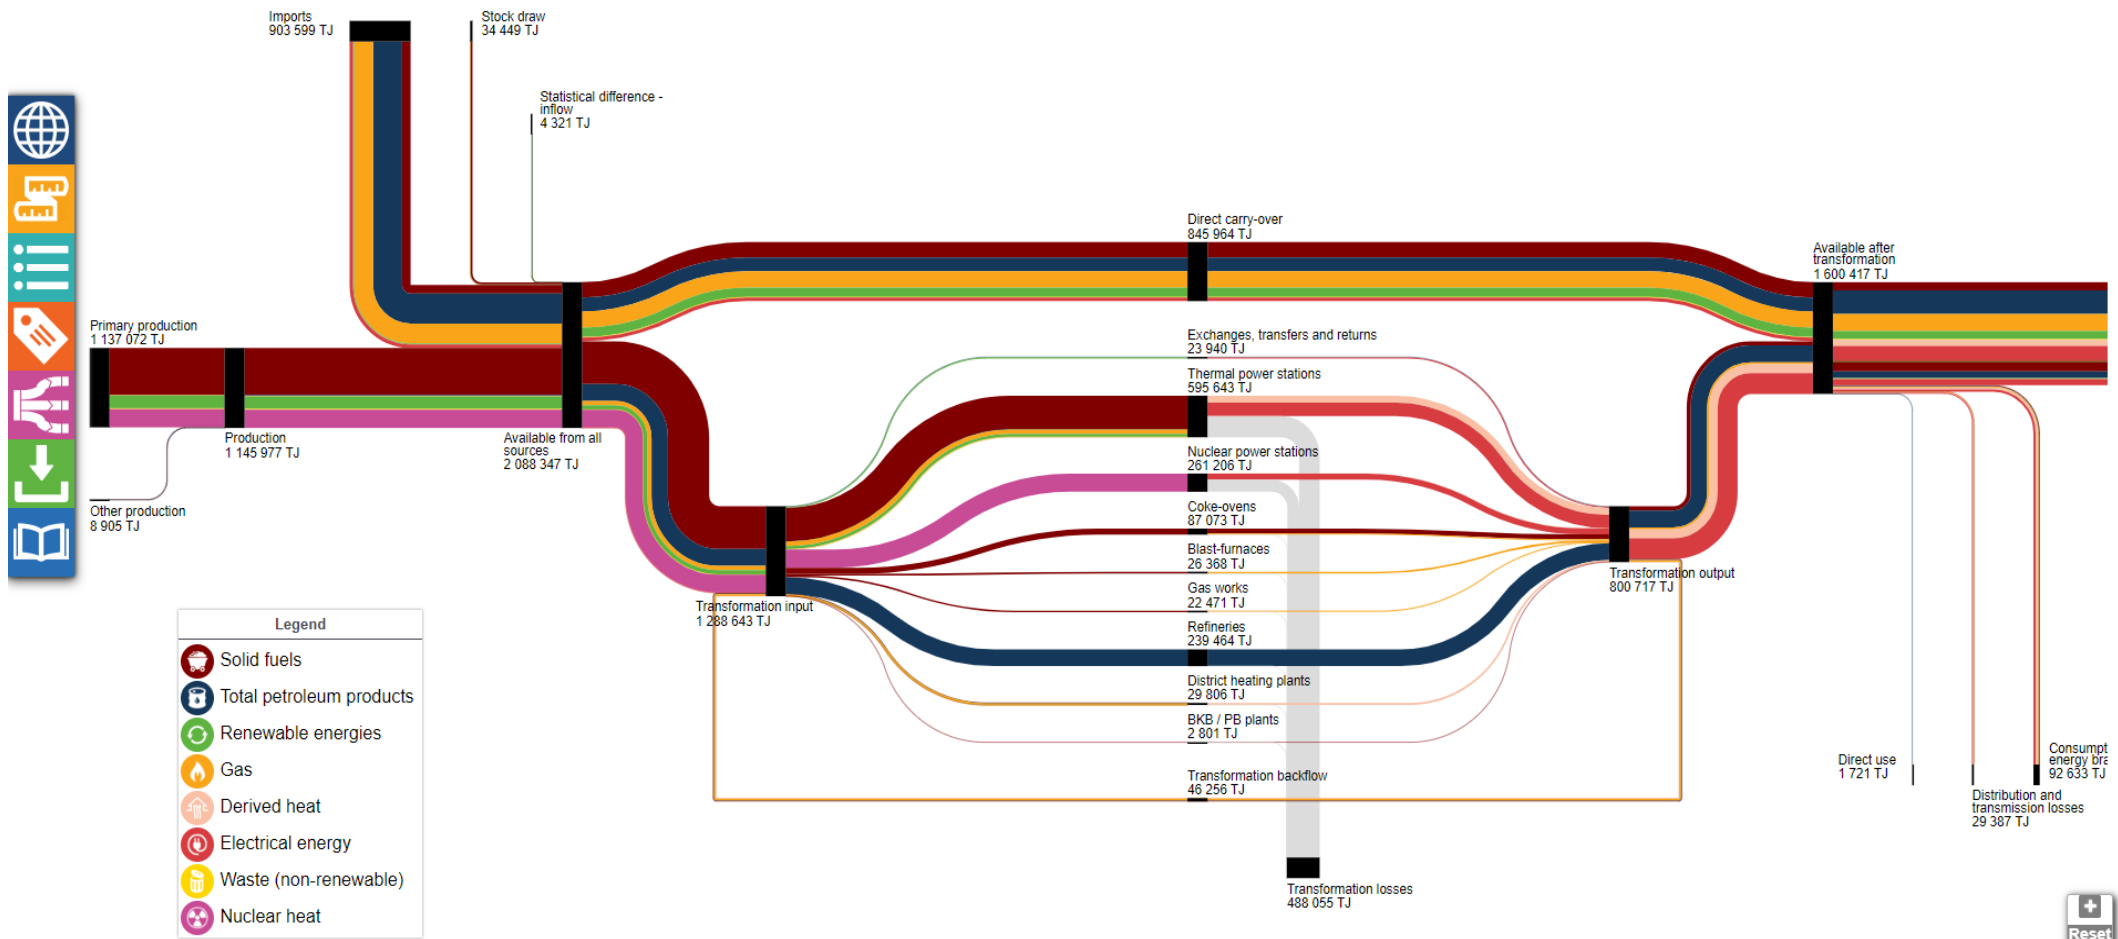 Imports
903 599 TJ
Stock draw
34 449 TJ
Statistical difference -
inflow
4 321 TJ
Direct carry-over
845 964 TJ
Available after
transformation
1 600 417 TJ
Primary production
1 137 072 TJ
Exchanges, transfers and returns
23 940 TJ
Thermal power stations
595 643 TJ
Production
1 145 977 TJ
Available from all
sources
2 088 347 TJ
Nuclear power stations
261 206 TJ
Other production
8 905 TJ
Coke-ovens
87 073 TJ
Blast-furnaces
26 368 TJ
Gas works
22 471 TJ
Transformation input
1 288 643 TJ
Transformation output
800 717 TJ
Refineries
239 464 TJ
District heating plants
29 806 TJ
BKB / PB plants
2 801 TJ
Transformation backflow
46 256 TJ
Direct use
1 721 TJ
Consumpt
energy bra
92 633 TJ
Distribution and
transmission losses
29 387 TJ
Transformation losses
488 055 TJ
Legend
Solid fuels
Total petroleum products
Renewable energies
Gas
Derived heat
Electrical energy
Waste (non-renewable)
Nuclear heat
Reset